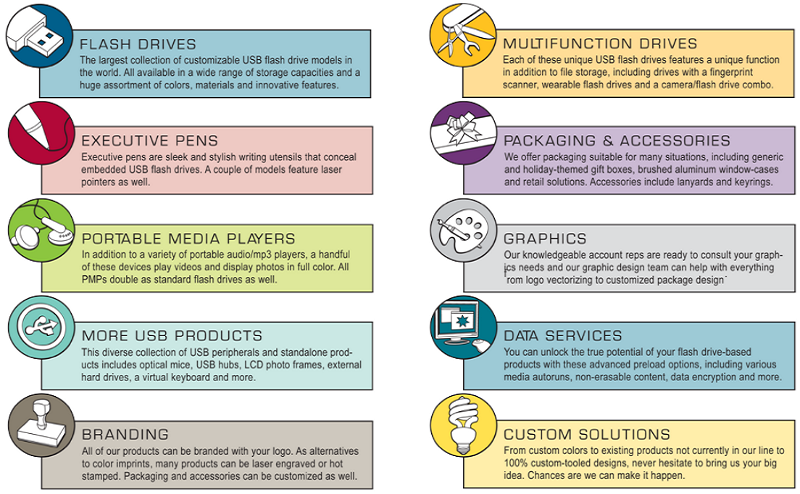 FLASH DRIVES
The largest collection of customizable USB flash drive models in
the world. All available in a wide range of storage capacities and a
huge assortment of colors, materials and innovative features.
EXECUTIVE PENS
Executive pens are sleek and stylish writing utensils that conceal
embedded USB flash drives. A couple of models feature laser
pointers as well.
PORTABLE MEDIA PLAYERS
In addition to a variety of portable audio/mp3 players, a handful
of these devices play videos and display photos in full color. All
PMPs double as standard flash drives as well.
MORE USB PRODUCTS
This diverse collection of USB peripherals and standalone prod-
ucts includes optical mice, USB hubs, LCD photo frames, external
hard drives, a virtual keyboard and more.
BRANDING
All of our products can be branded with your logo. As alternatives
to color imprints, many products can be laser engraved or hot
stamped. Packaging and accessories can be customized as well.
MULTIFUNCTION DRIVES
Each of these unique USB flash drives features a unique function
in addition to file storage, including drives with a fingerprint
scanner, wearable flash drives and a camera/flash drive combo.
PACKAGING & ACCESSORIES
We offer packaging suitable for many situations, including generic
and holiday-themed gift boxes, brushed aluminum window-cases
and retail solutions. Accessories include lanyards and keyrings.
GRAPHICS
Our knowledgeable account reps are ready to consult your graph-
ics needs and our graphic design team can help with everything
from logo vectorizing to customized package design
DATA SERVICES
You can unlock the true potential of your flash drive-based
products with these advanced preload options, including various
media autoruns, non-erasable content, data encryption and more.
CUSTOM SOLUTIONS
From custom colors to existing products not currently in our line to
100% custom-tooled designs, never hesitate to bring us your big
idea. Chances are we can make it happen.